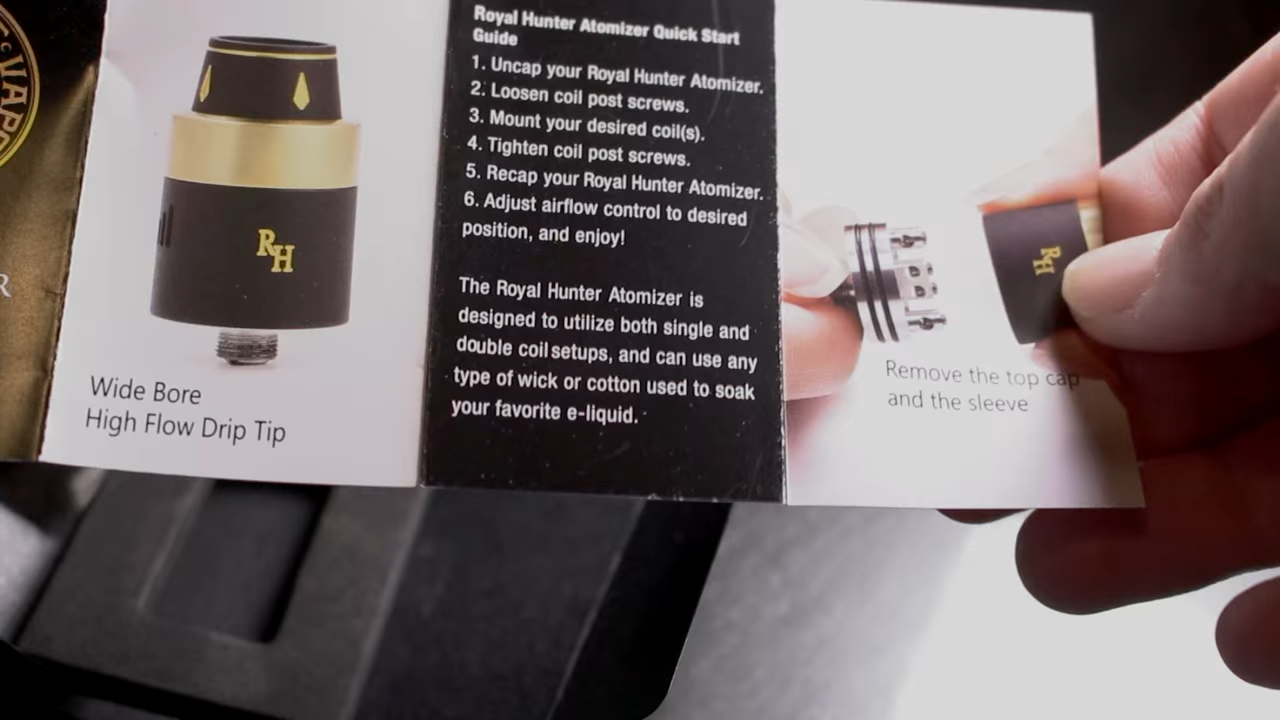 VAPO
R
RH
Wide Bore
High Flow Drip Tip
Royal Hunter Atomizer Quick Start
Guide
1. Uncap your Royal Hunter Atomizer.
2. Loosen coil post screws.
3. Mount your desired coil(s).
4. Tighten coil post screws.
5. Recap your Royal Hunter Atomizer.
6. Adjust airflow control to desired
position, and enjoy!
The Royal Hunter Atomizer is
designed to utilize both single and
double coil setups, and can use any
type of wick or cotton used to soak
your favorite e-liquid.
RH
Remove the top cap
and the sleeve